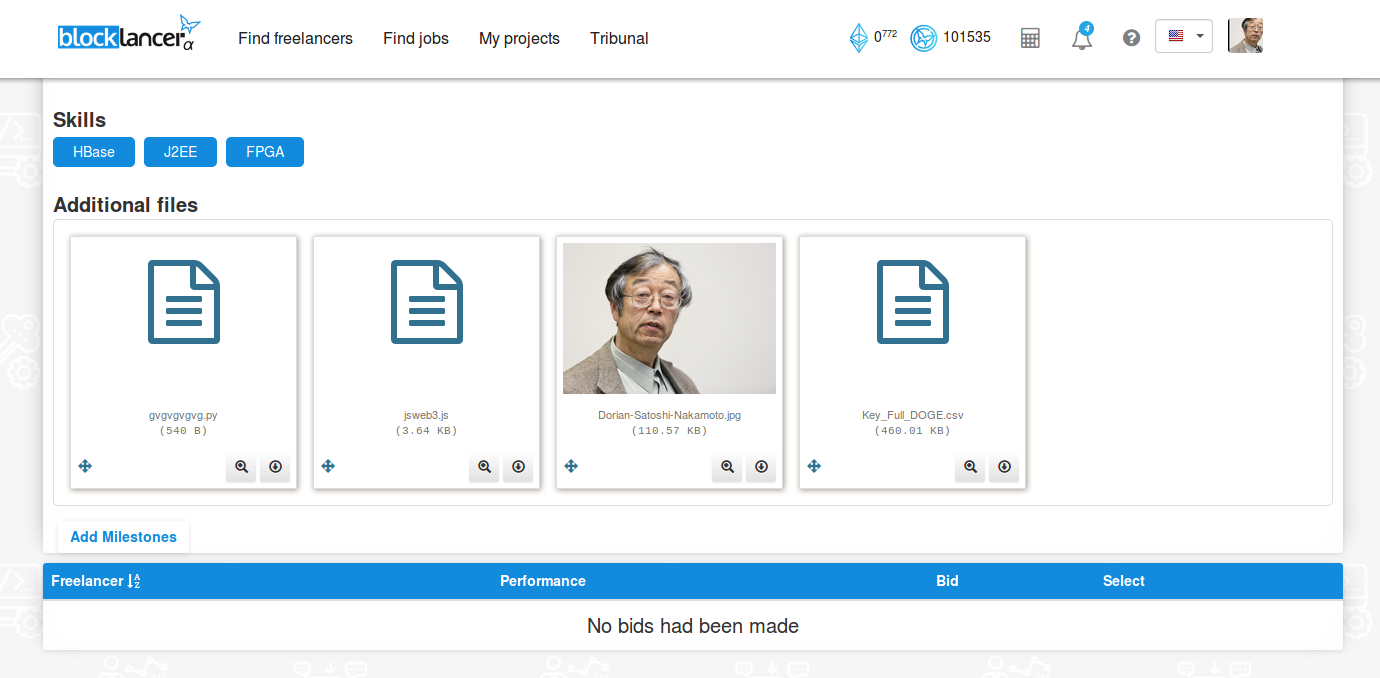 blocklancer α
Find freelancers Find jobs My projects Tribunal 0772 101535 4
Skills
HBase J2EE FPGA
Additional files
gvgvgvgvg.py jsweb3.js Dorian-Satoshi-Nakamoto.jpg Key_Full_DOGE.csv
(540 B) (3.64 KB) (110.57 KB) (460.01 KB)
Add Milestones
Freelancer Performance Bid Select
No bids had been made